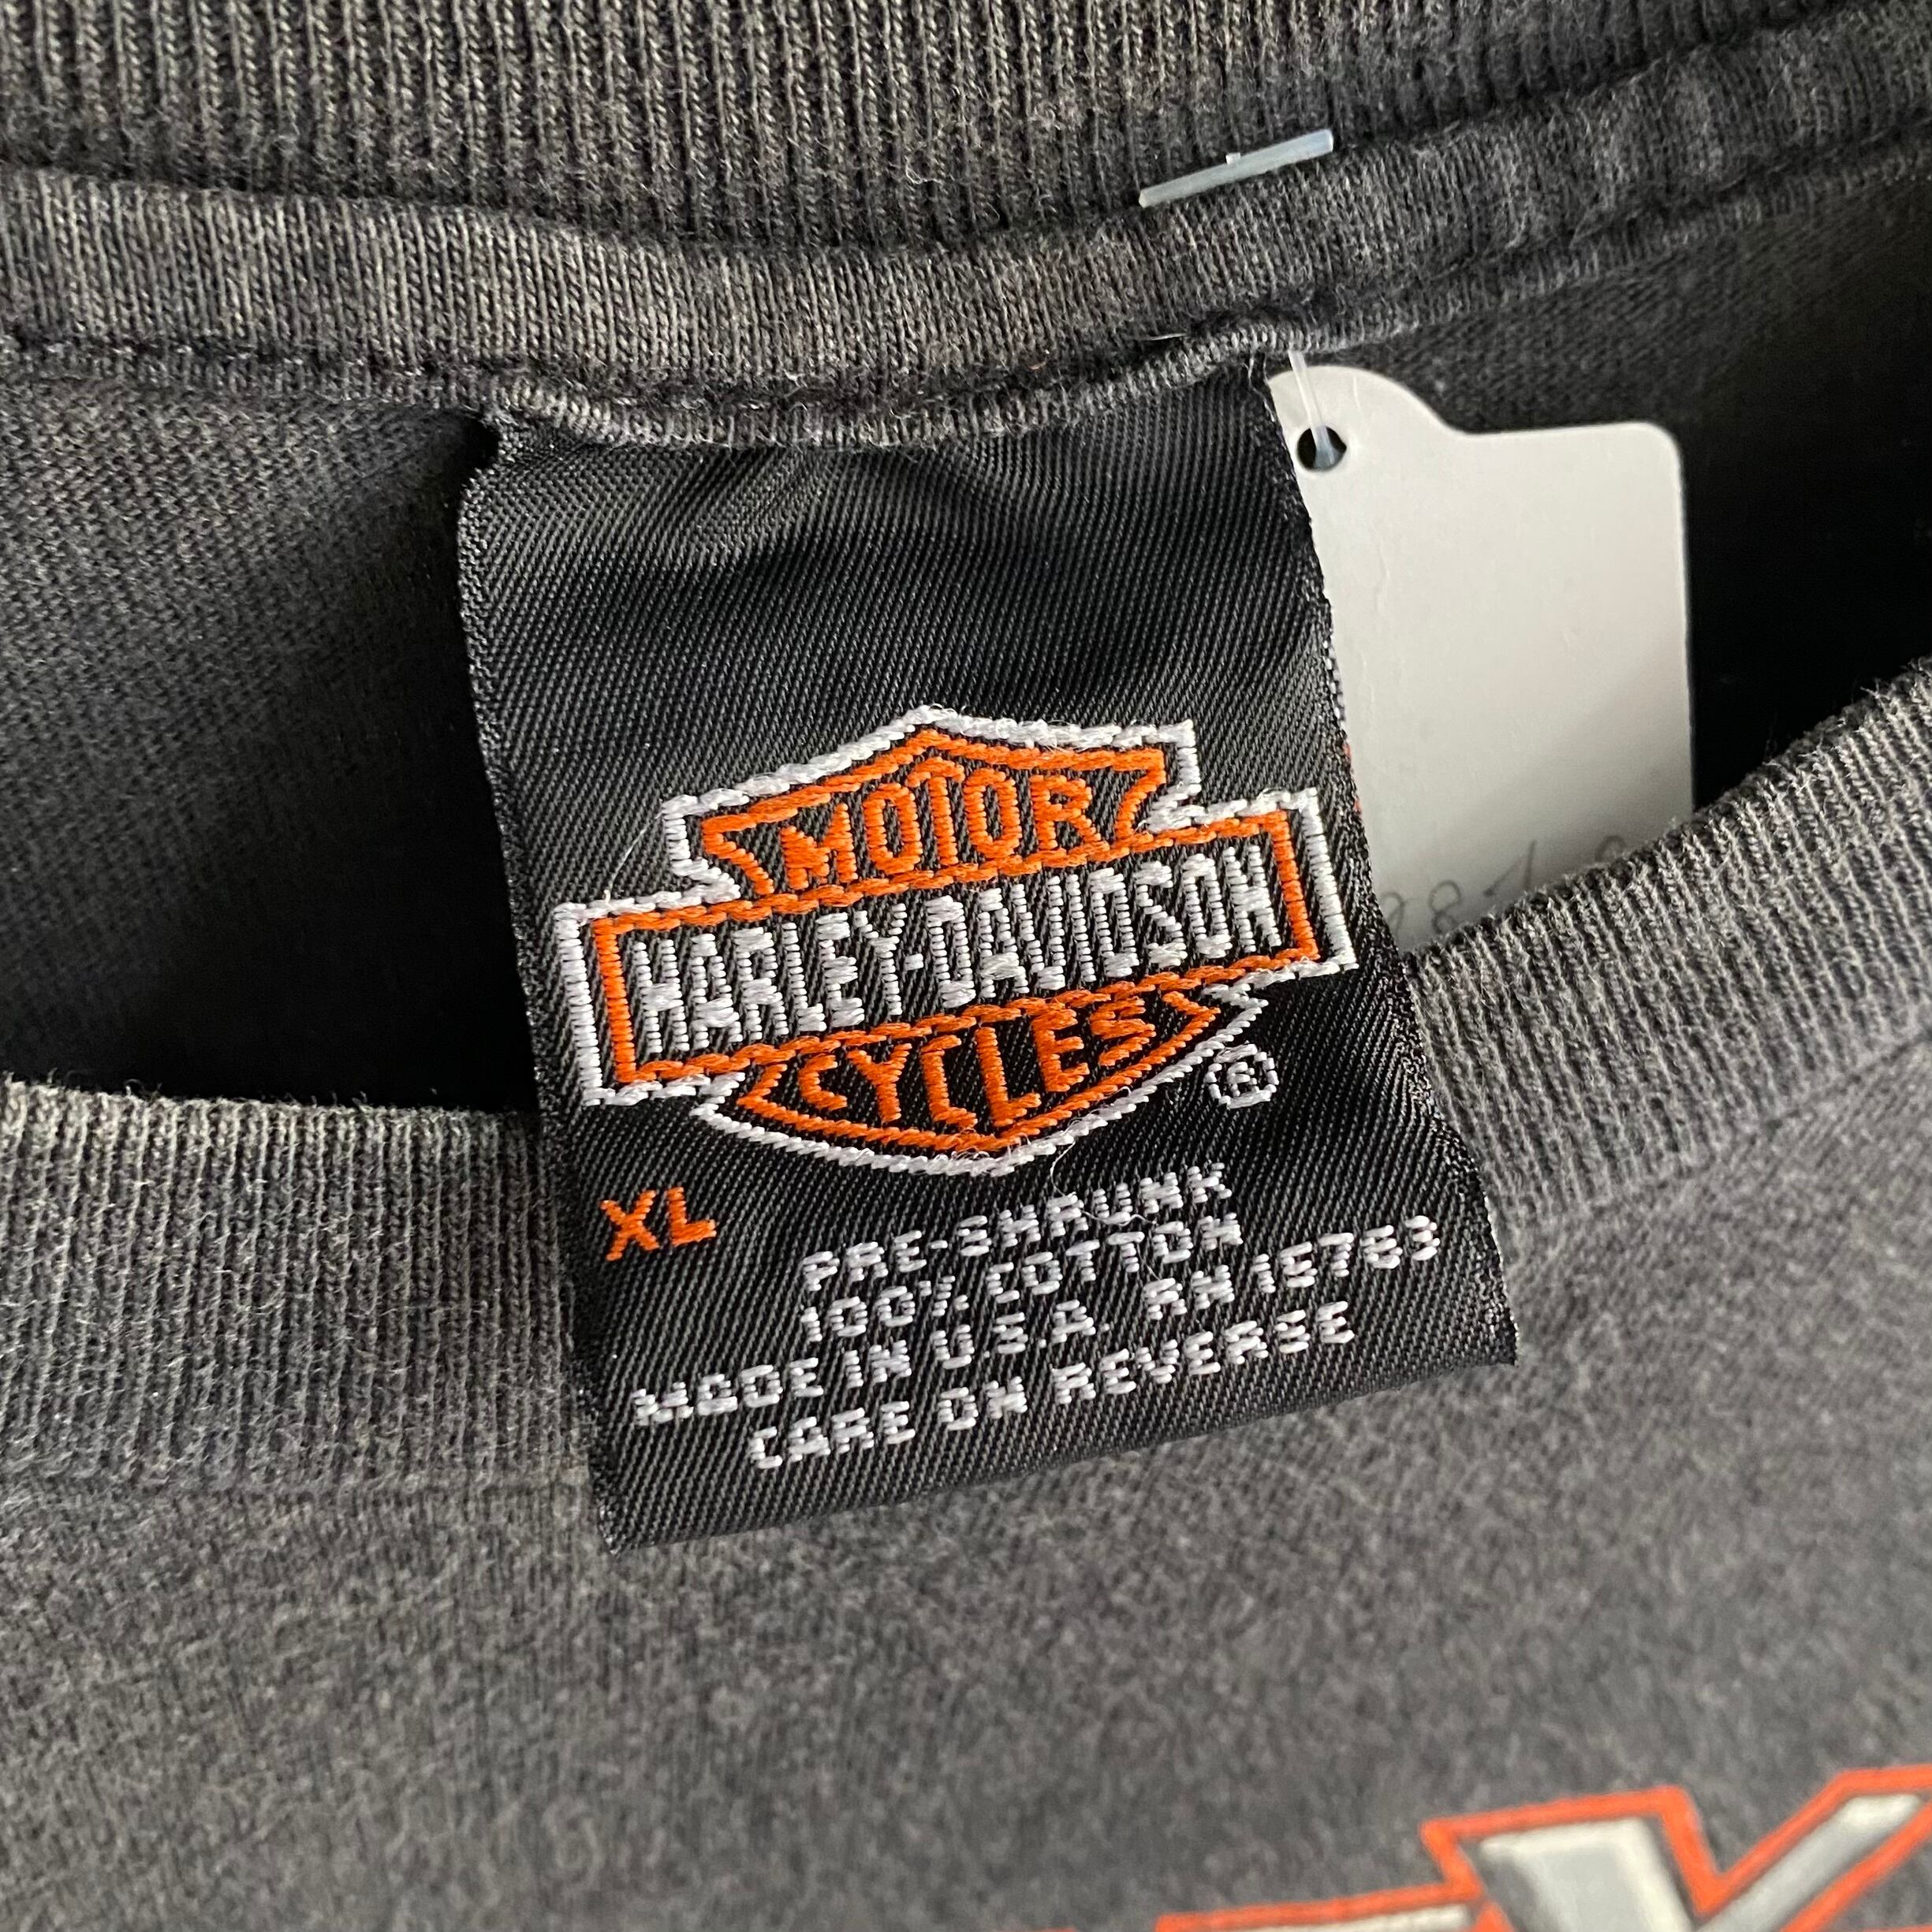 MOTOR
HARLEY-DAVIDSON
CYCLES
®
XL
PRE-SHRUNK
100% COTTON
MADE IN U.S.A RN 15763
CARE ON REVERSE